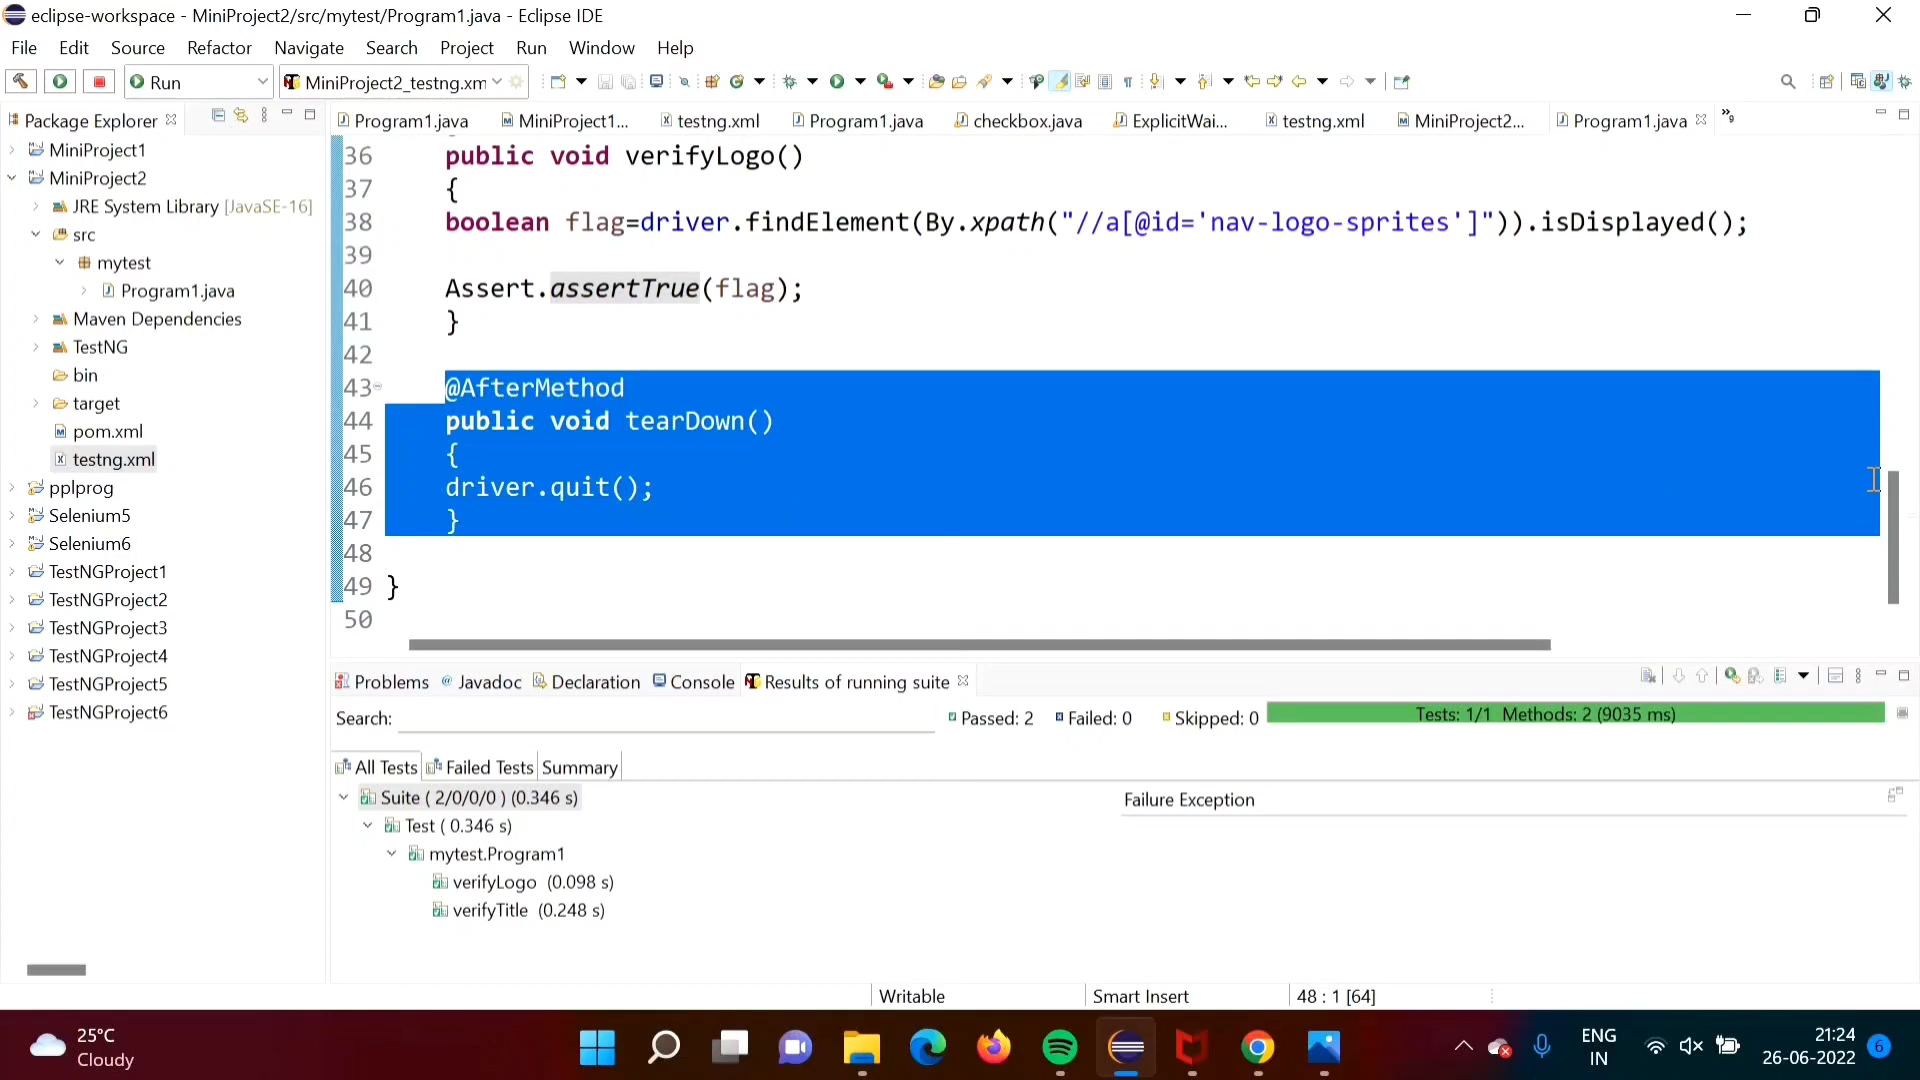 eclipse-workspace - MiniProject2/src/mytest/Program1.java - Eclipse IDE
File Edit Source Refactor Navigate Search Project Run Window Help
Run MiniProject2_testng.xm
Package Explorer Program1.java MiniProject1... testng.xml Program1.java checkbox.java ExplicitWai... testng.xml MiniProject2... Program1.java »9
MiniProject1
MiniProject2
JRE System Library [JavaSE-16]
src
mytest
Program1.java
Maven Dependencies
TestNG
bin
target
pom.xml
testng.xml
pplprog
Selenium5
Selenium6
TestNGProject1
TestNGProject2
TestNGProject3
TestNGProject4
TestNGProject5
TestNGProject6
36 public void verifyLogo()
37 {
38 boolean flag=driver.findElement(By.xpath("//a[@id='nav-logo-sprites']")).isDisplayed();
39
40 Assert.assertTrue(flag);
41 }
42
43 @AfterMethod
44 public void tearDown()
45 {
46 driver.quit();
47 }
48
49 }
50
Problems @ Javadoc Declaration Console Results of running suite
Search: Passed: 2 Failed: 0 Skipped: 0 Tests: 1/1 Methods: 2 (9035 ms)
All Tests Failed Tests Summary
Suite ( 2/0/0/0 ) (0.346 s)
Test ( 0.346 s)
mytest.Program1
verifyLogo (0.098 s)
verifyTitle (0.248 s)
Failure Exception
Writable Smart Insert 48 : 1 [64]
25°C
Cloudy
ENG
IN
21:24
26-06-2022
6